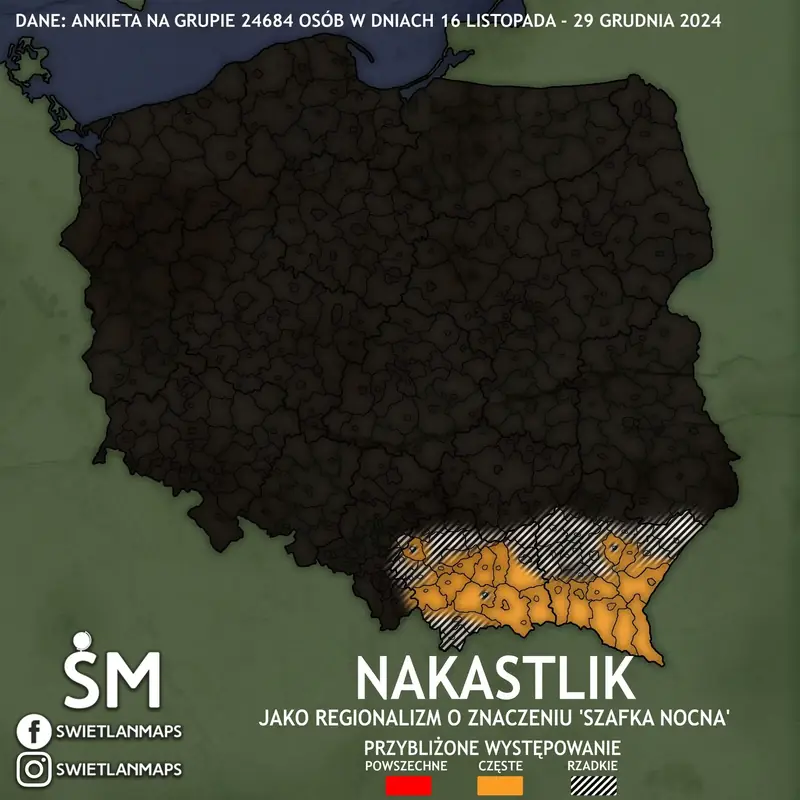 DANE: ANKIETA NA GRUPIE 24684 OSÓB W DNIACH 16 LISTOPADA - 29 GRUDNIA 2024
ŚM
SWIETLANMAPS
SWIETLANMAPS
NAKASTLIK
JAKO REGIONALIZM O ZNACZENIU 'SZAFKA NOCNA'
PRZYBLIŻONE WYSTĘPOWANIE
POWSZECHNE CZĘSTE RZADKIE